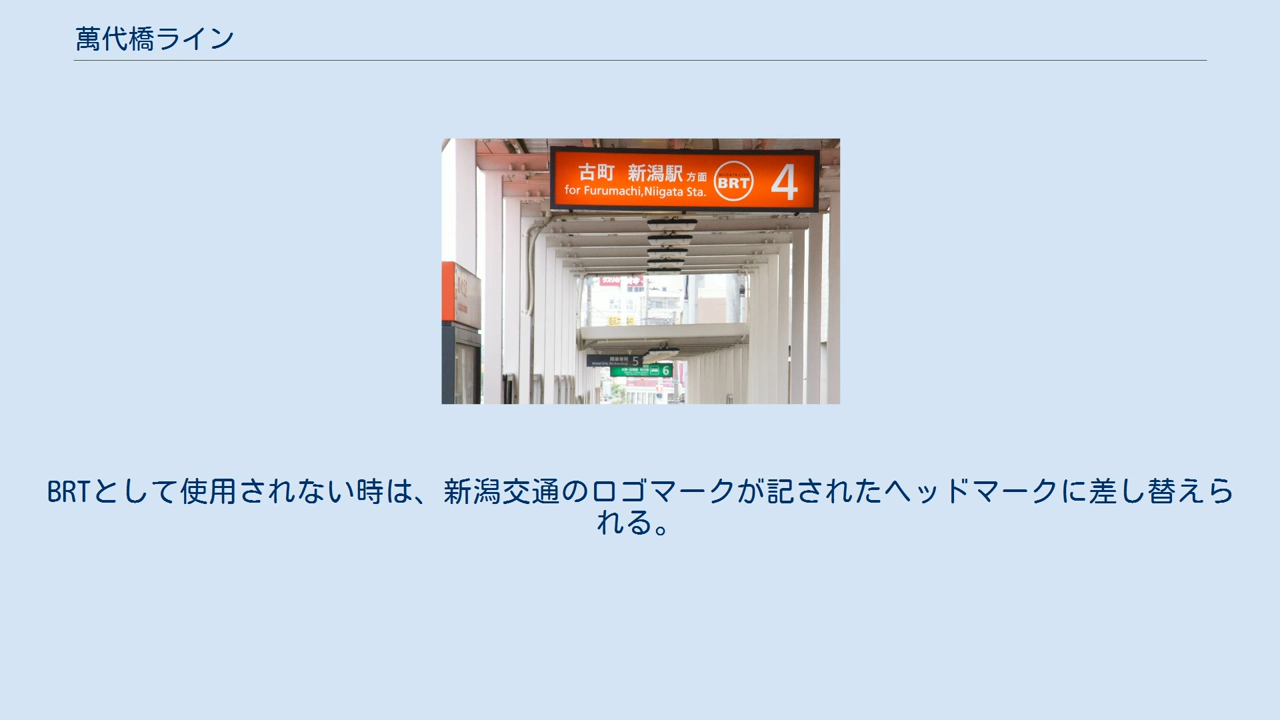 萬代橋ライン
古町 新潟駅 方面
for Furumachi,Niigata Sta.
BRT
4
5
6
BRTとして使用されない時は、新潟交通のロゴマークが記されたヘッドマークに差し替えら
れる。